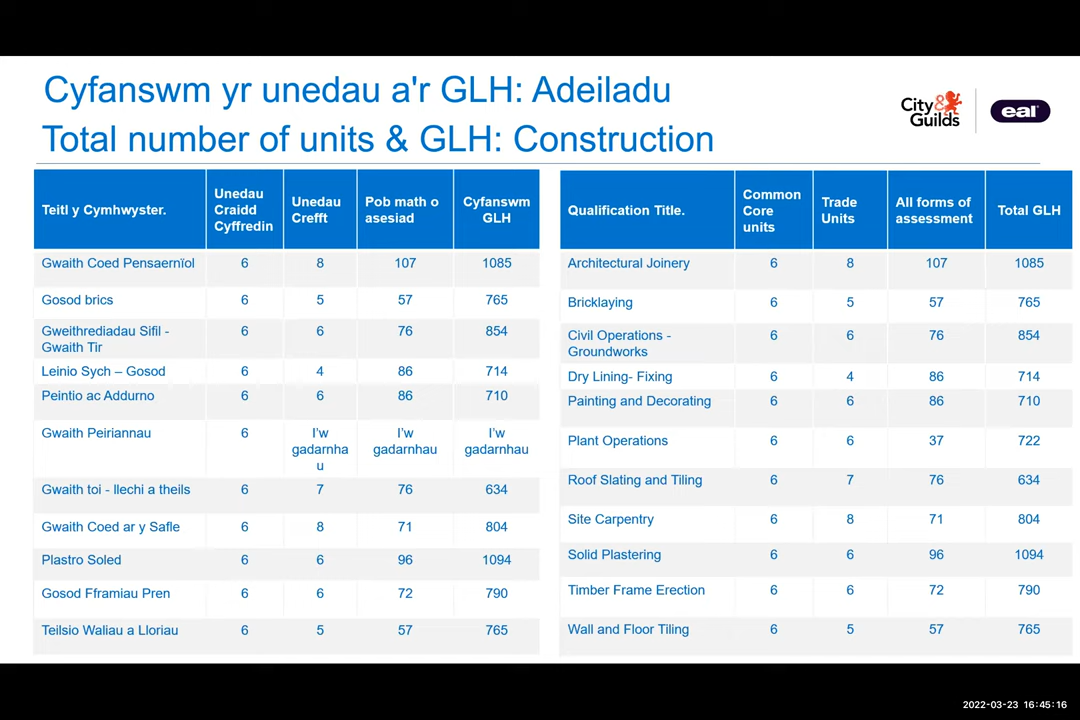 Cyfanswm yr unedau a'r GLH: Adeiladu
Total number of units & GLH: Construction
City & Guilds
eal
Teitl y Cymhwyster. Unedau Craidd Cyffredin Unedau Crefft Pob math o asesiad Cyfanswm GLH
Gwaith Coed Pensaernïol 6 8 107 1085
Gosod brics 6 5 57 765
Gweithrediadau Sifil - Gwaith Tir 6 6 76 854
Leinio Sych – Gosod 6 4 86 714
Peintio ac Addurno 6 6 86 710
Gwaith Peiriannau 6 I'w gadarnhau I'w gadarnhau I'w gadarnhau
Gwaith toi - llechi a theils 6 7 76 634
Gwaith Coed ar y Safle 6 8 71 804
Plastro Soled 6 6 96 1094
Gosod Fframiau Pren 6 6 72 790
Teilsio Waliau a Lloriau 6 5 57 765
Qualification Title. Common Core units Trade Units All forms of assessment Total GLH
Architectural Joinery 6 8 107 1085
Bricklaying 6 5 57 765
Civil Operations - Groundworks 6 6 76 854
Dry Lining- Fixing 6 4 86 714
Painting and Decorating 6 6 86 710
Plant Operations 6 6 37 722
Roof Slating and Tiling 6 7 76 634
Site Carpentry 6 8 71 804
Solid Plastering 6 6 96 1094
Timber Frame Erection 6 6 72 790
Wall and Floor Tiling 6 5 57 765
2022-03-23 16:45:16